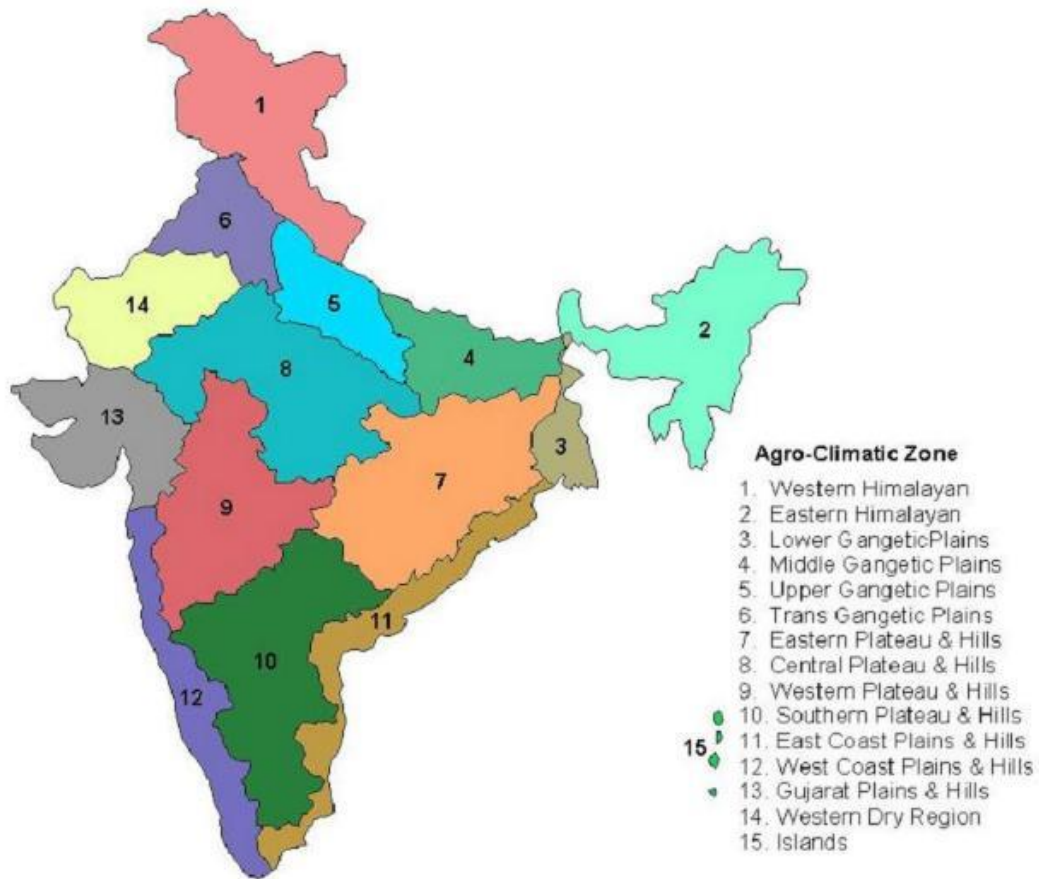 1
6
14
5
2
4
8
13
3
7
9
11
10
12
15
Agro-Climatic Zone
1. Western Himalayan
2. Eastern Himalayan
3. Lower GangeticPlains
4. Middle Gangetic Plains
5. Upper Gangetic Plains
6. Trans Gangetic Plains
7. Eastern Plateau & Hills
8. Central Plateau & Hills
9. Western Plateau & Hills
10. Southern Plateau & Hills
11. East Coast Plains & Hills
12. West Coast Plains & Hills
13. Gujarat Plains & Hills
14. Western Dry Region
15. Islands